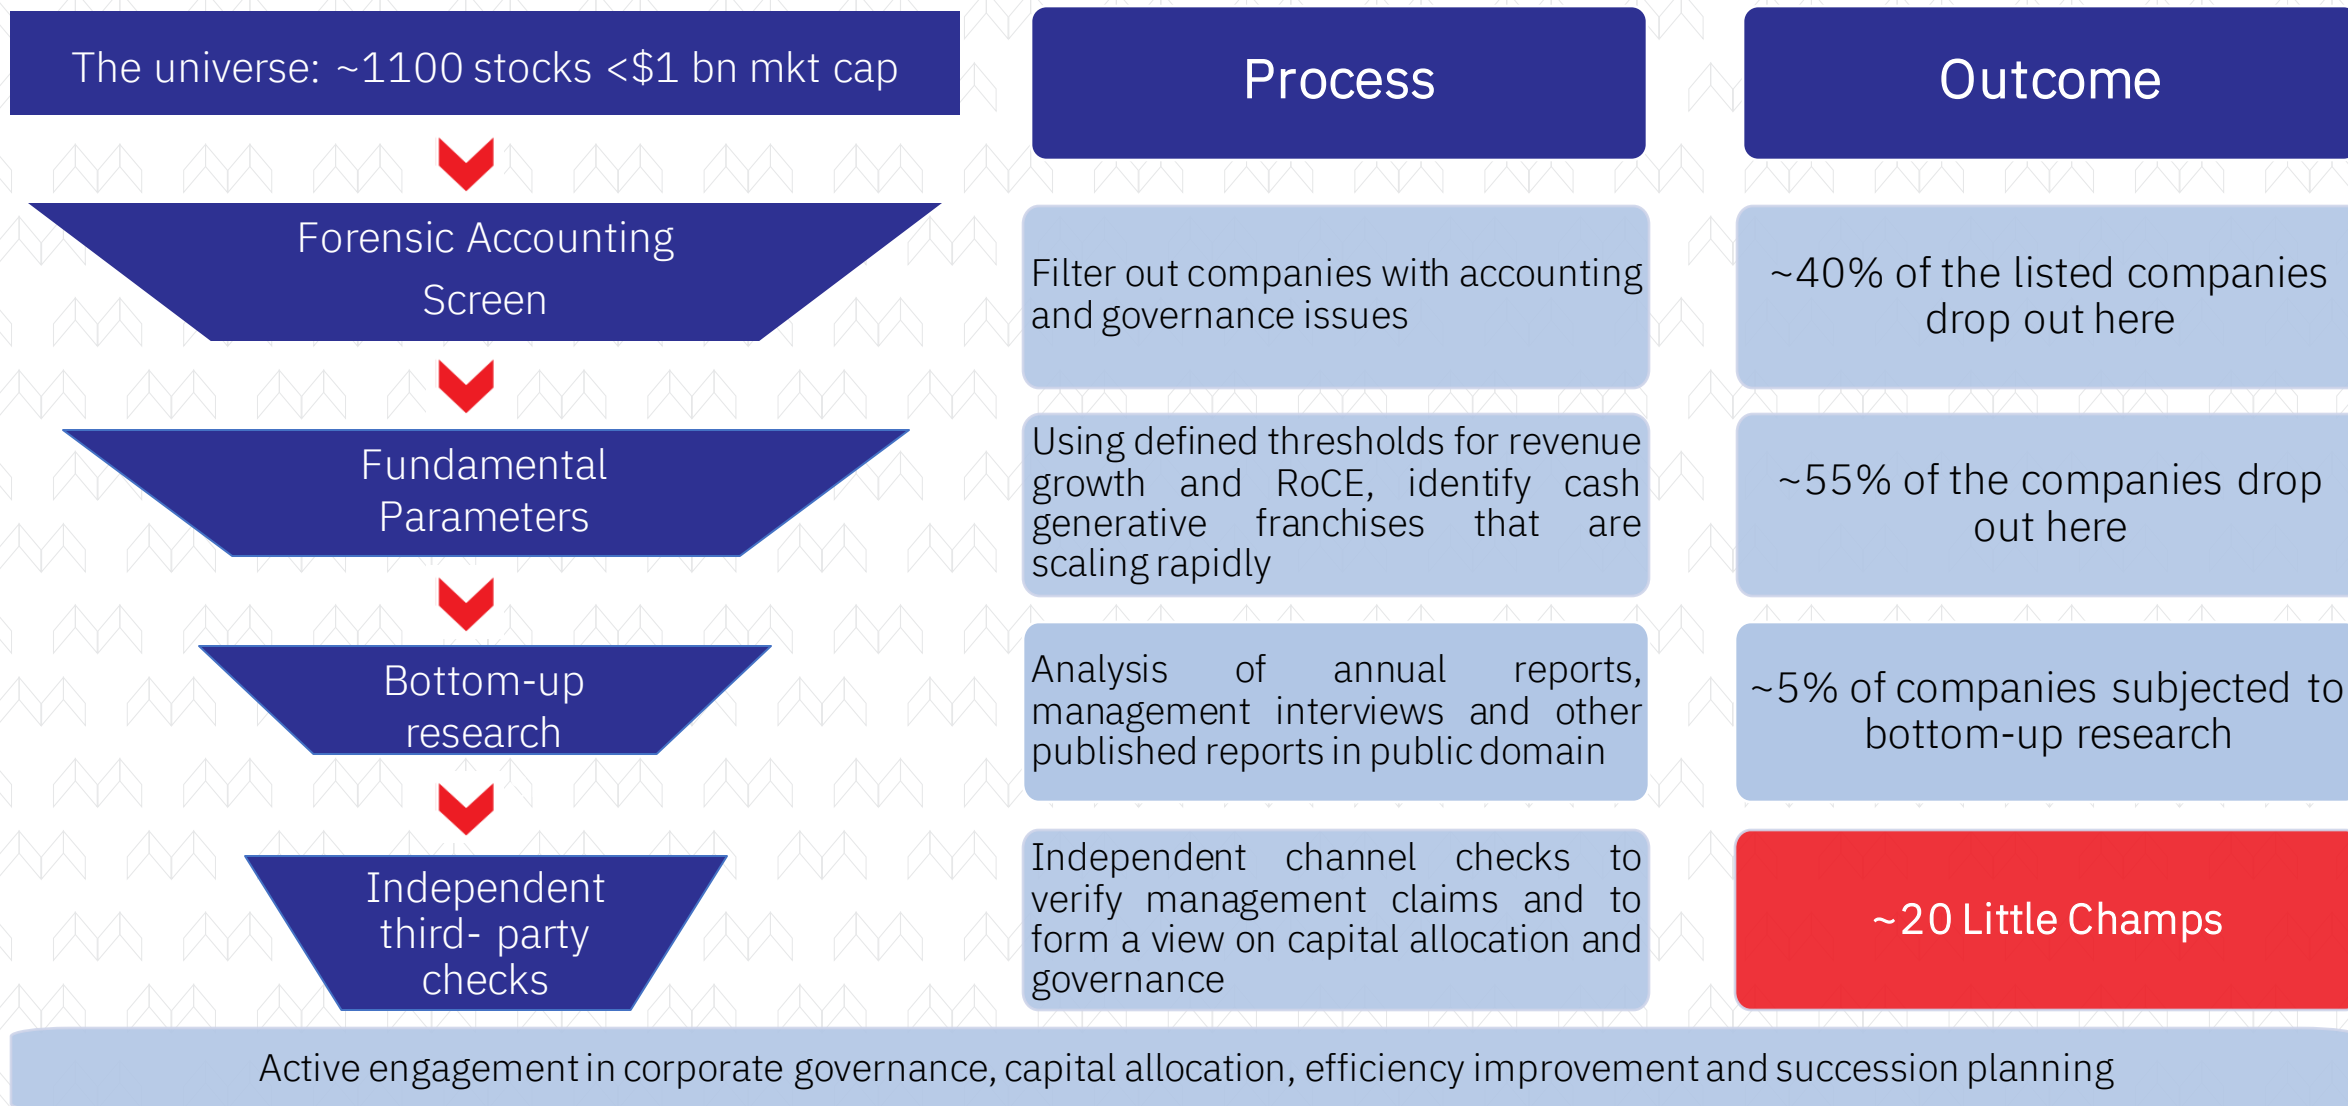 The universe: ~1100 stocks <$1 bn mkt cap
Process
Outcome
Forensic Accounting
Screen
Filter out companies with accounting
and governance issues
~40% of the listed companies
drop out here
Fundamental
Parameters
Using defined thresholds for revenue
growth and RoCE, identify cash
generative franchises that are
scaling rapidly
~55% of the companies drop
out here
Bottom-up
research
Analysis of annual reports,
management interviews and other
published reports in public domain
~5% of companies subjected to
bottom-up research
Independent
third- party
checks
Independent channel checks to
verify management claims and to
form a view on capital allocation and
governance
~20 Little Champs
Active engagement in corporate governance, capital allocation, efficiency improvement and succession planning